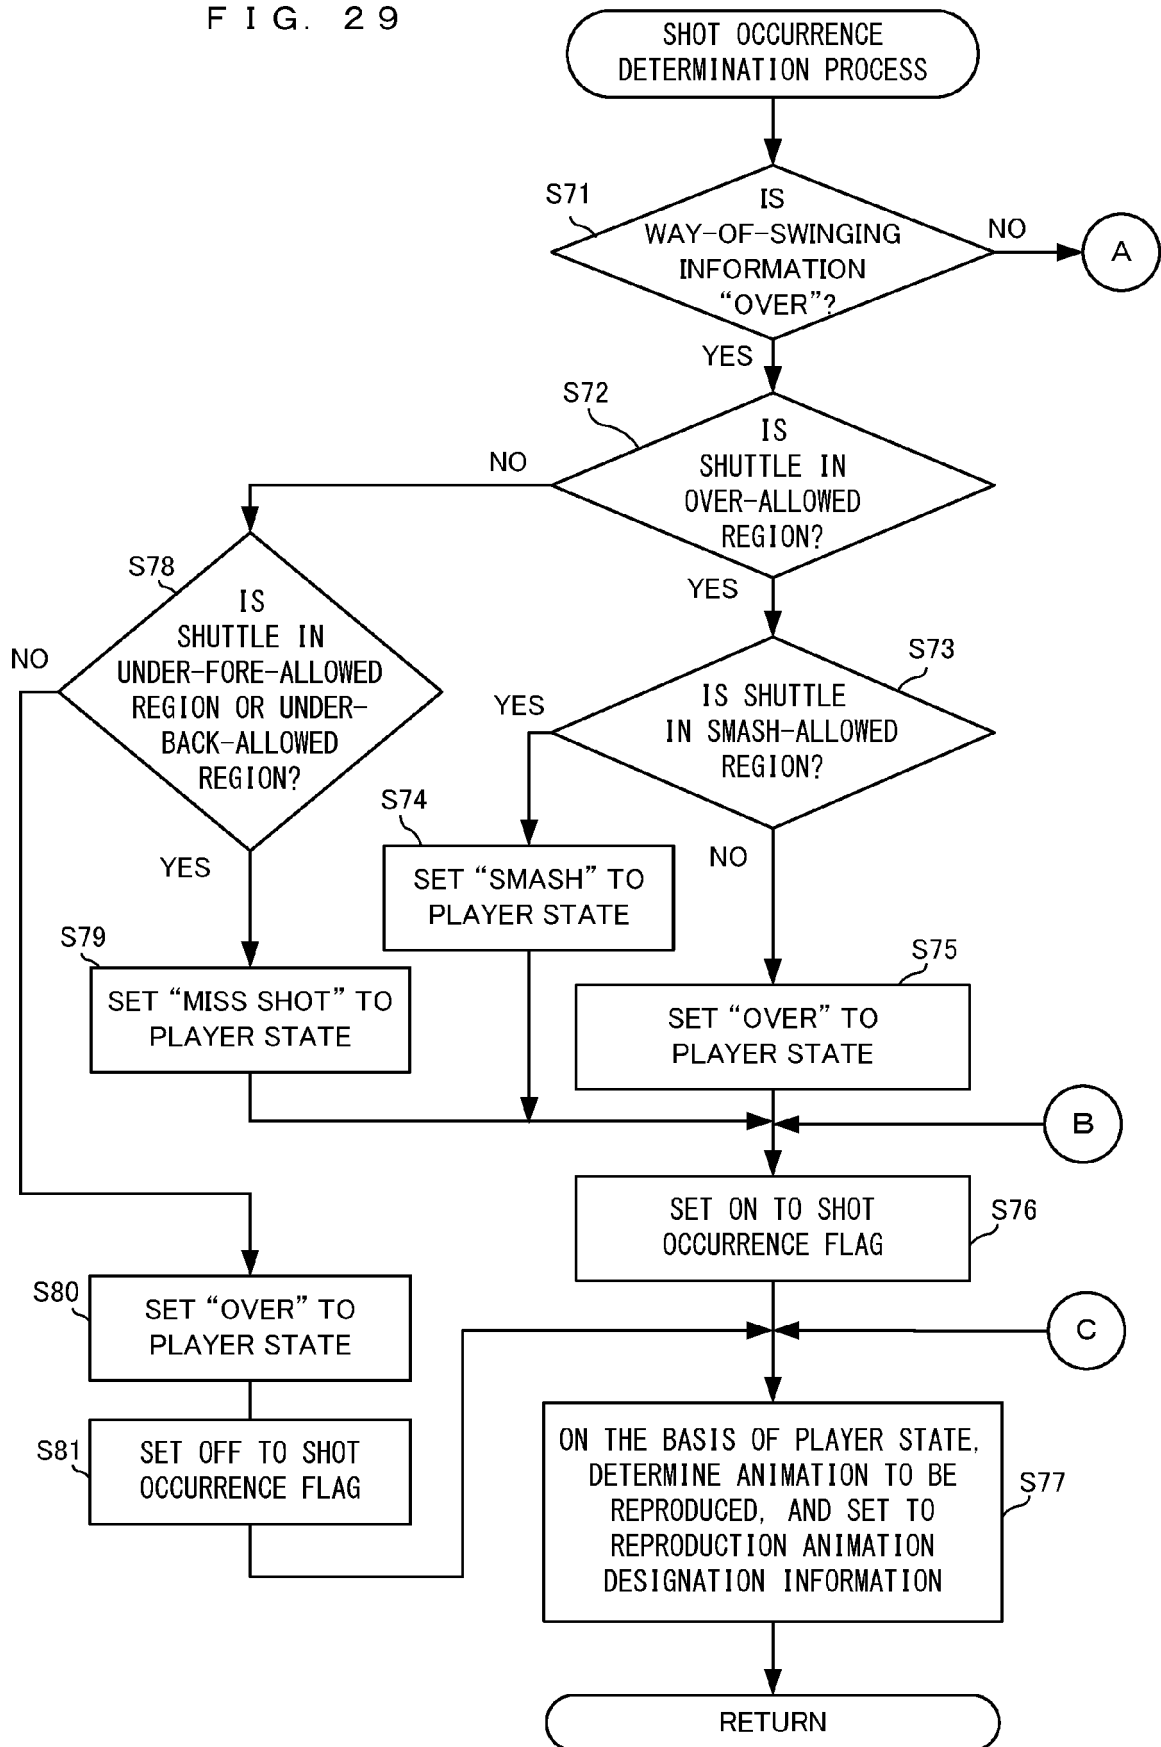 FIG. 29
SHOT OCCURRENCE
DETERMINATION PROCESS
S71
IS
WAY-OF-SWINGING
INFORMATION
“OVER”?
NO
A
YES
S72
IS
SHUTTLE IN
OVER-ALLOWED
REGION?
NO
YES
S78
IS
SHUTTLE IN
UNDER-FORE-ALLOWED
REGION OR UNDER-
BACK-ALLOWED
REGION?
NO
YES
S73
IS SHUTTLE
IN SMASH-ALLOWED
REGION?
YES
NO
S74
SET “SMASH” TO
PLAYER STATE
S79
SET “MISS SHOT” TO
PLAYER STATE
S75
SET “OVER” TO
PLAYER STATE
B
S76
SET ON TO SHOT
OCCURRENCE FLAG
S80
SET “OVER” TO
PLAYER STATE
C
S81
SET OFF TO SHOT
OCCURRENCE FLAG
S77
ON THE BASIS OF PLAYER STATE,
DETERMINE ANIMATION TO BE
REPRODUCED, AND SET TO
REPRODUCTION ANIMATION
DESIGNATION INFORMATION
RETURN